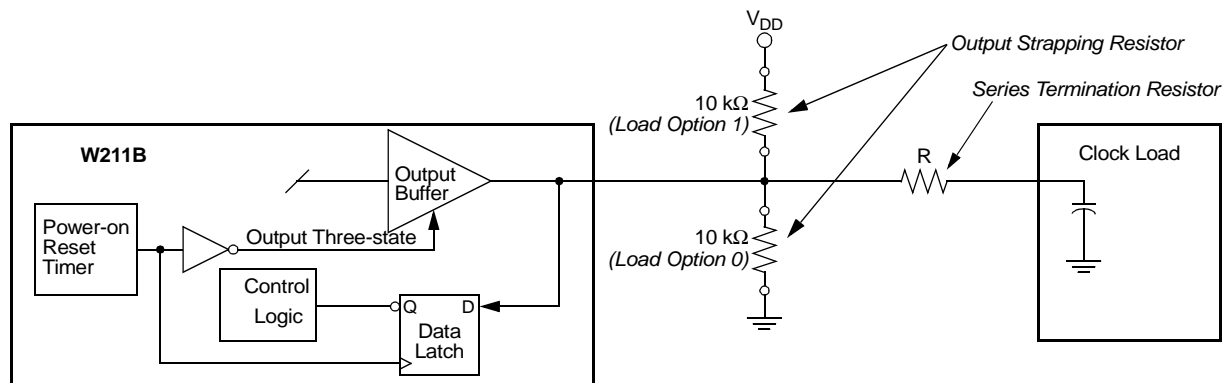 V_DD
Output Strapping Resistor
Series Termination Resistor
10 kΩ
(Load Option 1)
W211B
Output
Buffer
R
Clock Load
Power-on
Reset
Timer
Output Three-state
10 kΩ
(Load Option 0)
Control
Logic
Q
D
Data
Latch